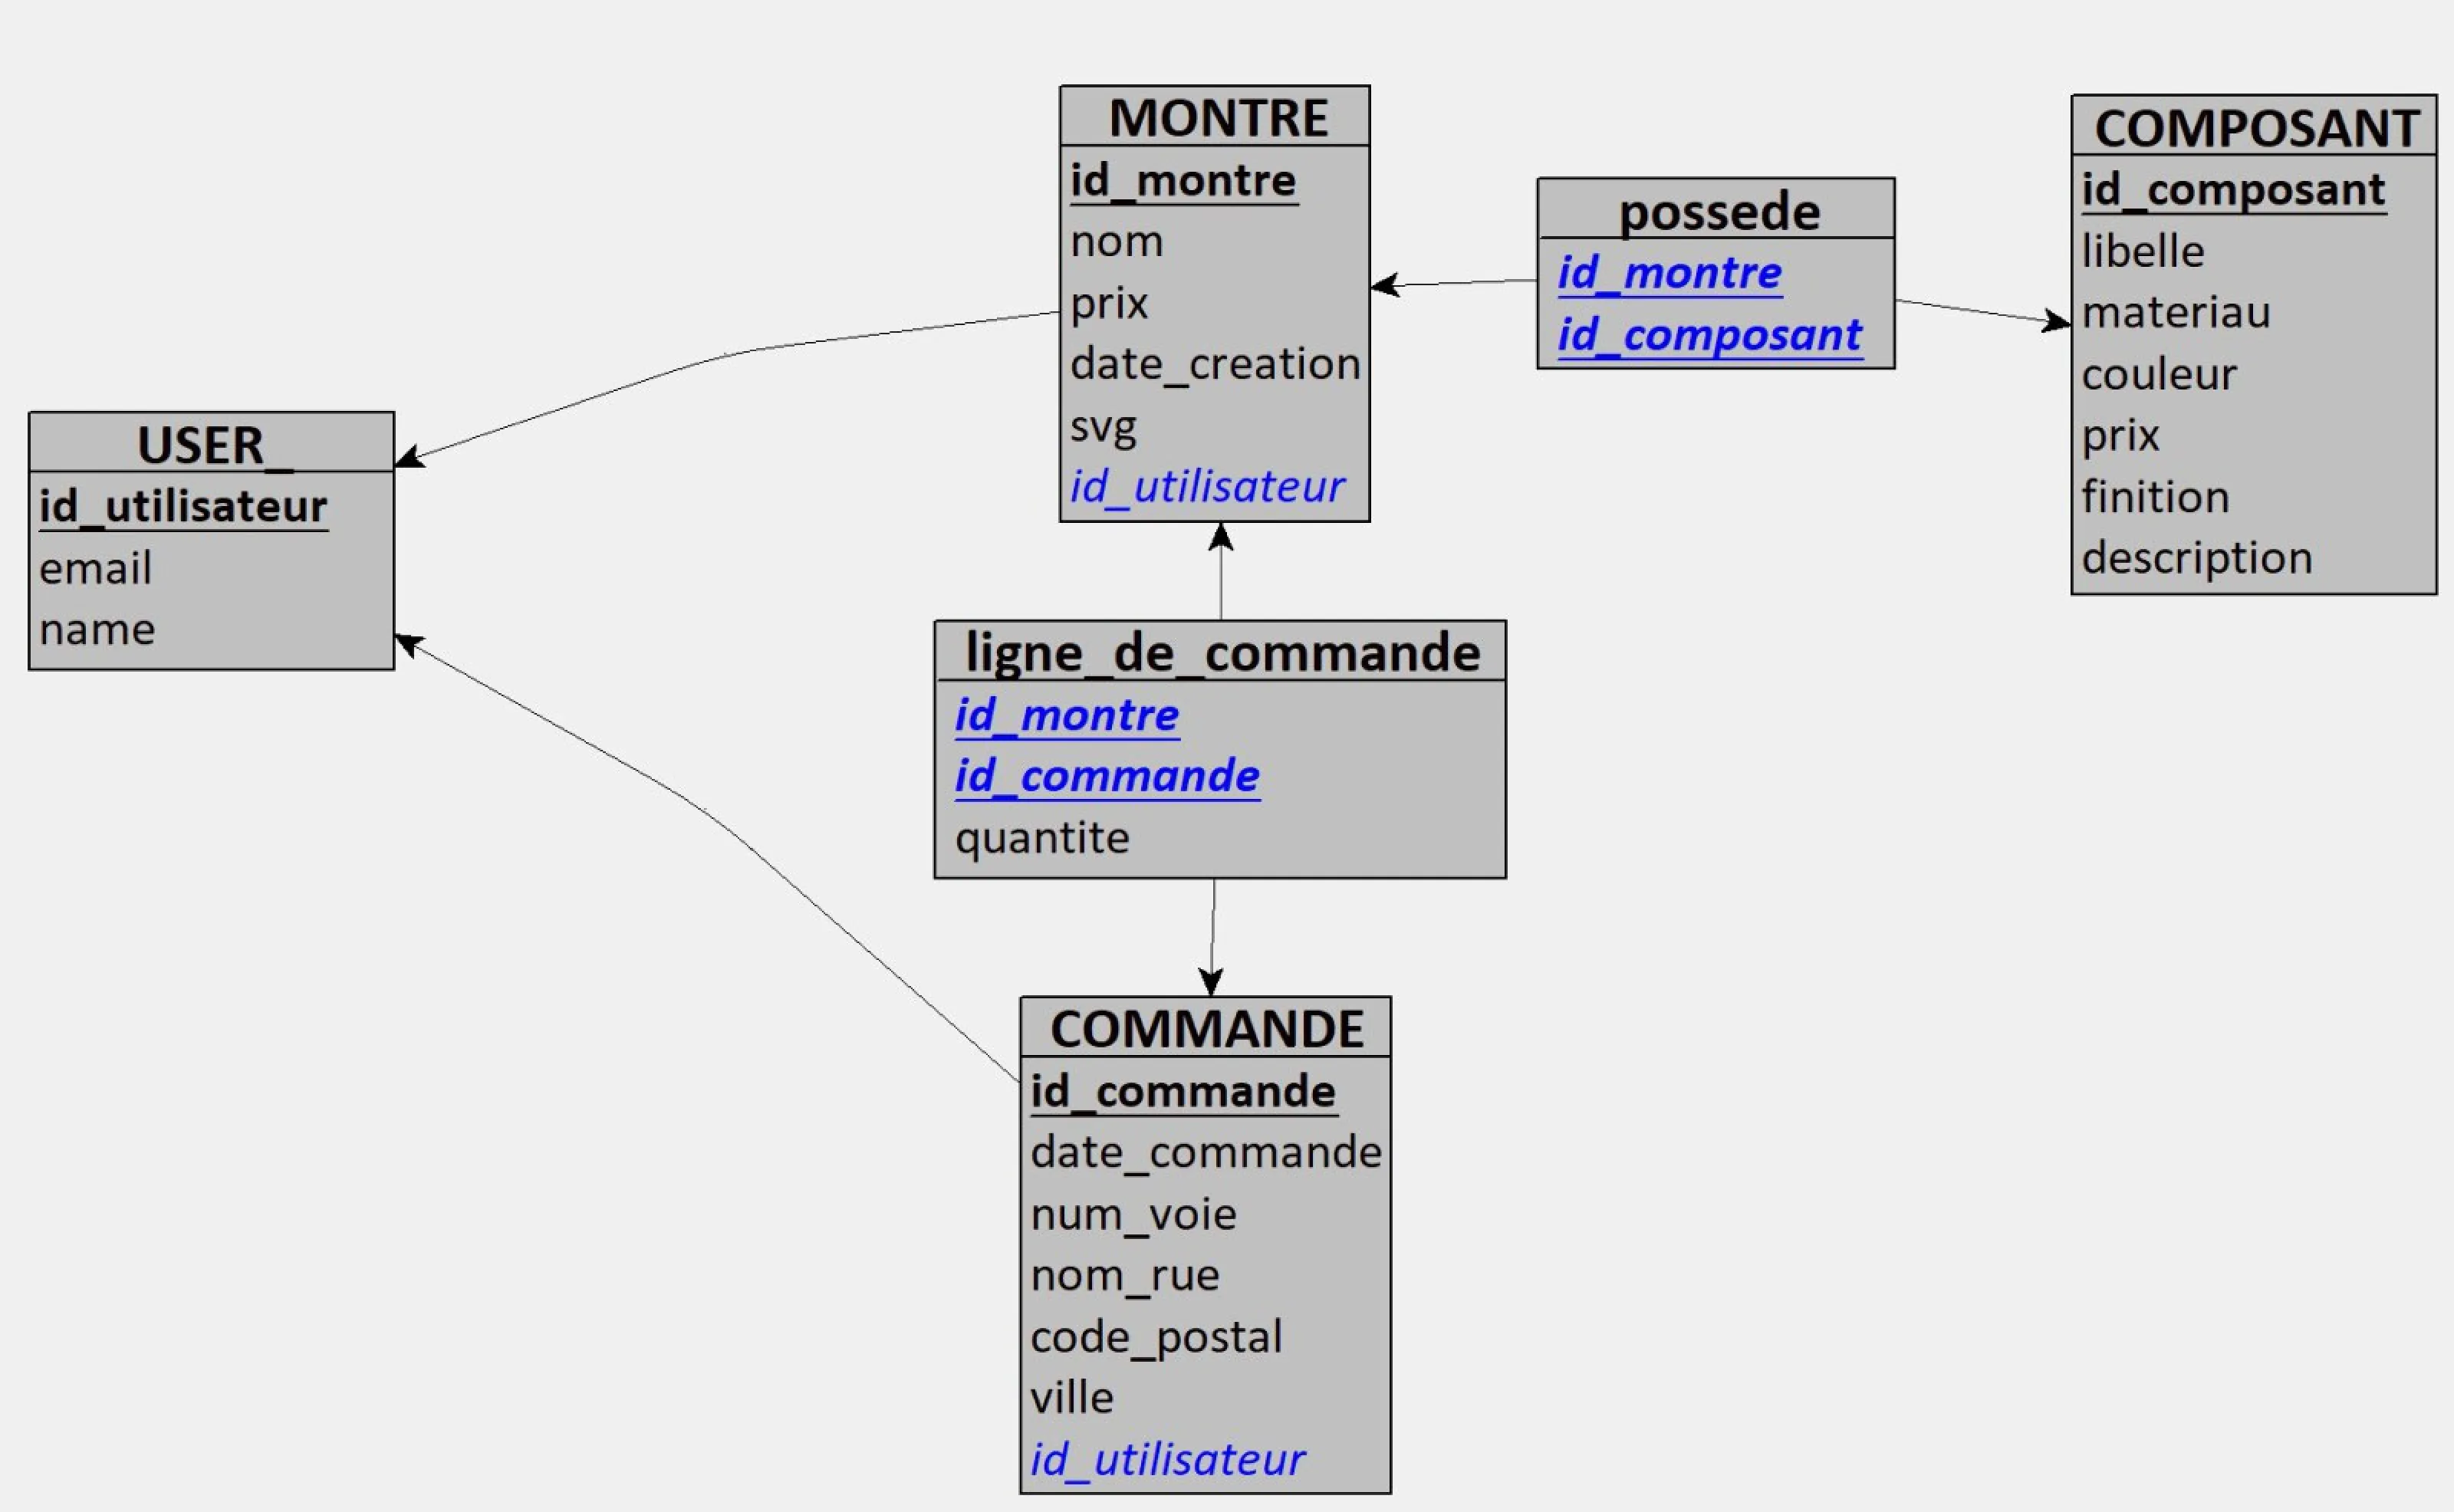 USER_
id_utilisateur
email
name
MONTRE
id_montre
nom
prix
date_creation
svg
id_utilisateur
possede
id_montre
id_composant
COMPOSANT
id_composant
libelle
materiau
couleur
prix
finition
description
ligne_de_commande
id_montre
id_commande
quantite
COMMANDE
id_commande
date_commande
num_voie
nom_rue
code_postal
ville
id_utilisateur